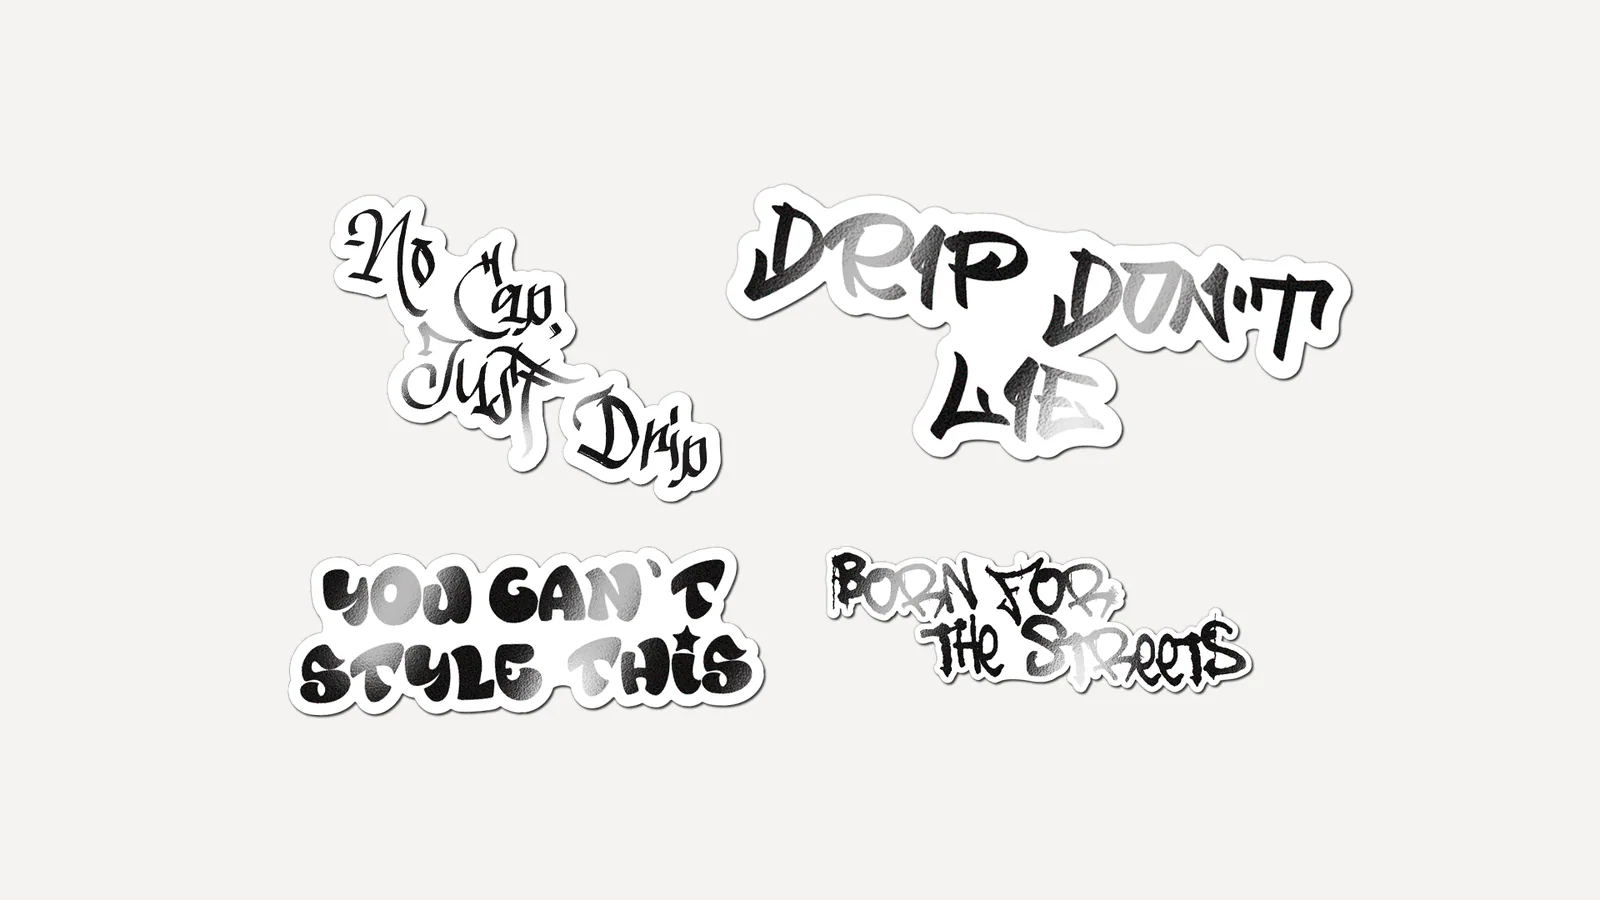 No
Cap,
Just
Drip
DRIP DON'T
LIE
YOU CAN'T
STYLE THIS
BORN FOR
THe STReeTS